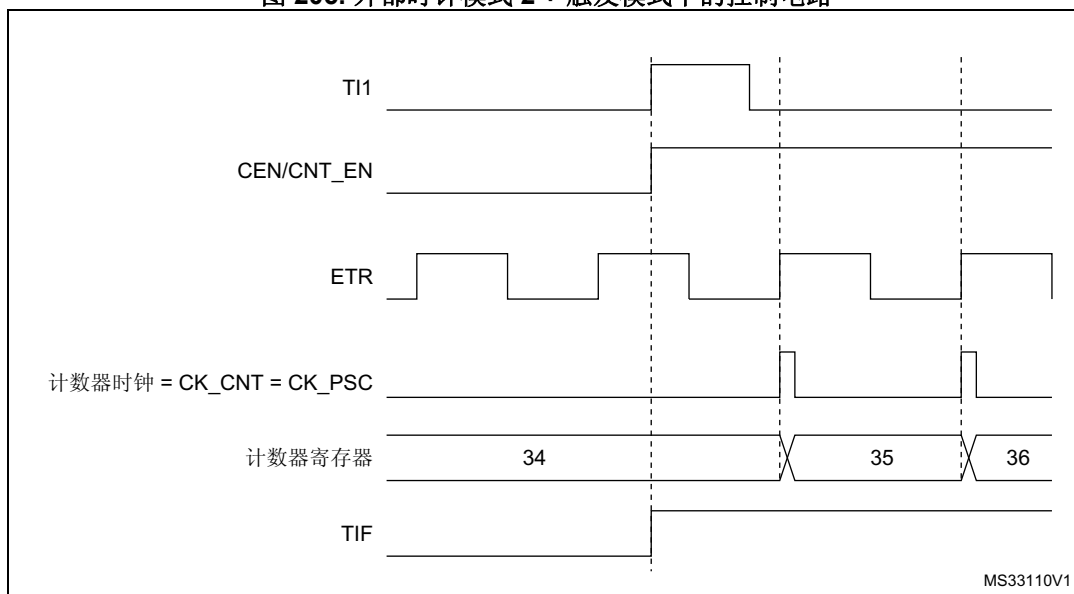 TI1
CEN/CNT_EN
ETR
计数器时钟 = CK_CNT = CK_PSC
计数器寄存器 34 35 36
TIF
MS33110V1